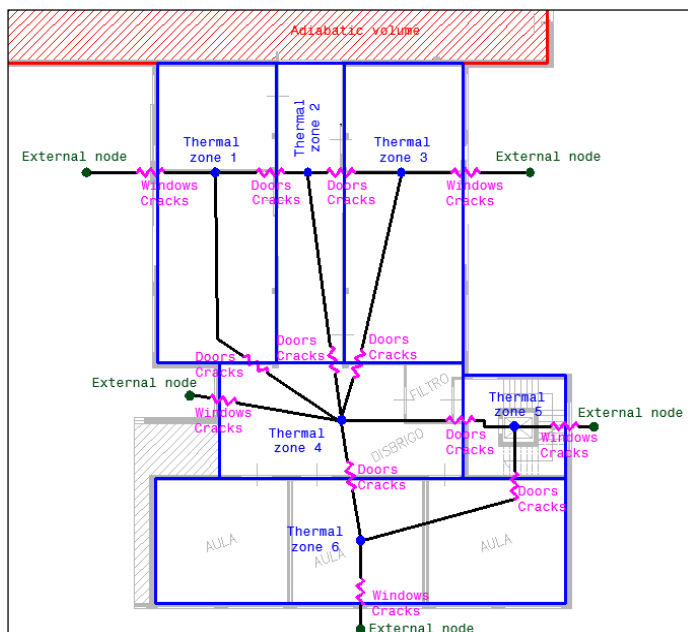 Adiabatic volume
Thermal
zone 2
Thermal
zone 1
Thermal
zone 3
External node
External node
Windows
Cracks
Doors
Cracks
Doors
Cracks
Windows
Cracks
Doors
Cracks
Doors
Cracks
Doors
Cracks
External node
FILTRO
Windows
Cracks
Thermal
zone 4
DISBRIGO
Doors
Cracks
Thermal
zone 5
External node
Windows
Cracks
Doors
Cracks
Doors
Cracks
Thermal
zone 6
AULA
AULA
AULA
Windows
Cracks
External node